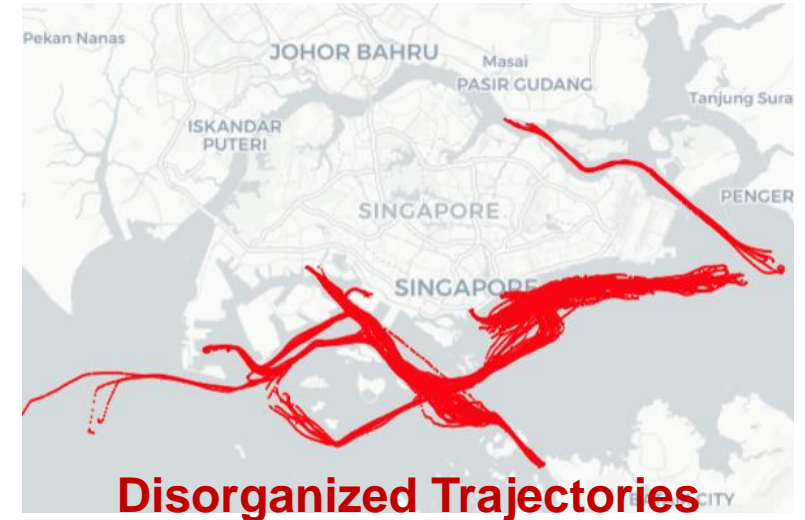 Pekan Nanas
JOHOR BAHRU
Masai
PASIR GUDANG
Tanjung Sura
ISKANDAR
PUTERI
PENGER
SINGAPORE
SINGAPORE
Disorganized Trajectories
CITY